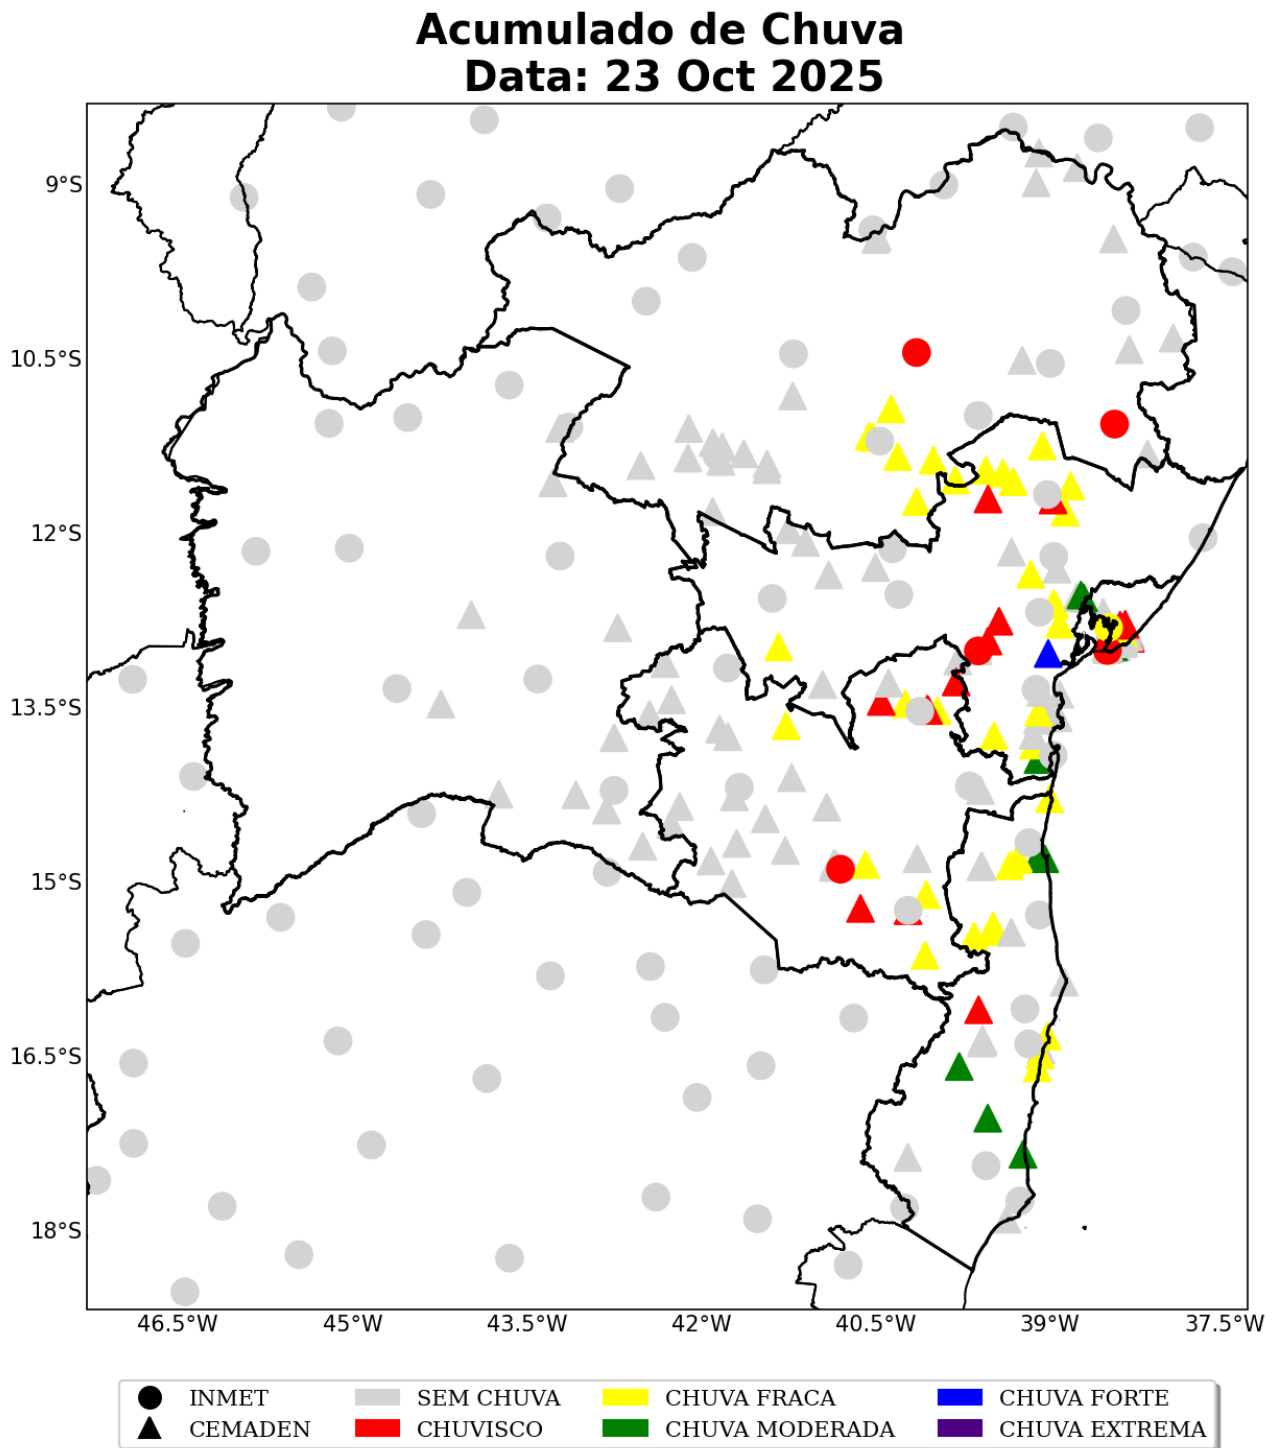 Acumulado de Chuva
Data: 23 Oct 2025
9°S
10.5°S
12°S
13.5°S
15°S
16.5°S
18°S
46.5°W 45°W 43.5°W 42°W 40.5°W 39°W 37.5°W
INMET SEM CHUVA CHUVA FRACA CHUVA FORTE
CEMADEN CHUVISCO CHUVA MODERADA CHUVA EXTREMA